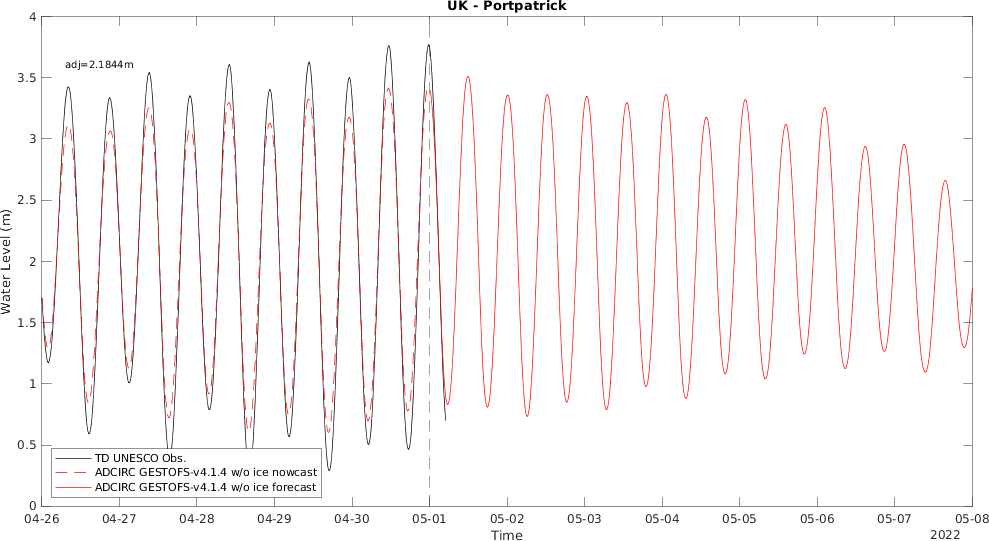 UK - Portpatrick
adj=2.1844m
Water Level (m)
4
3.5
3
2.5
2
1.5
1
0.5
0
TD UNESCO Obs.
ADCIRC GESTOFS-v4.1.4 w/o ice nowcast
ADCIRC GESTOFS-v4.1.4 w/o ice forecast
04-26 04-27 04-28 04-29 04-30 05-01 05-02 05-03 05-04 05-05 05-06 05-07 05-08
Time
2022